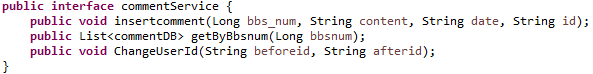 public interface commentService {
    public void insertcomment(Long bbs_num, String content, String date, String id);
    public List<commentDB> getByBbsnum(Long bbsnum);
    public void ChangeUserId(String beforeid, String afterid);
}